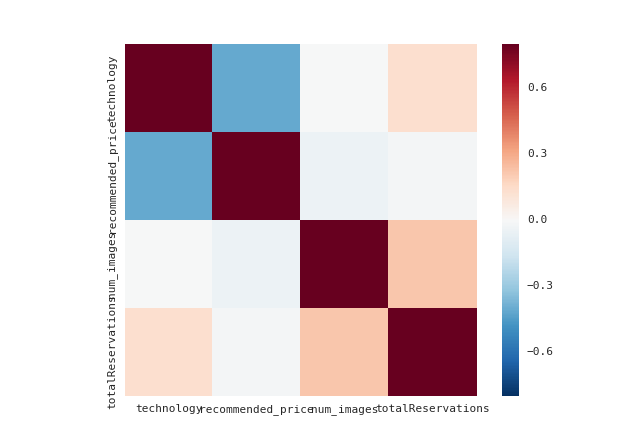 technology
recommended_price
num_images
totalReservations
technology
recommended_price
num_images
totalReservations
0.6
0.3
0.0
−0.3
−0.6